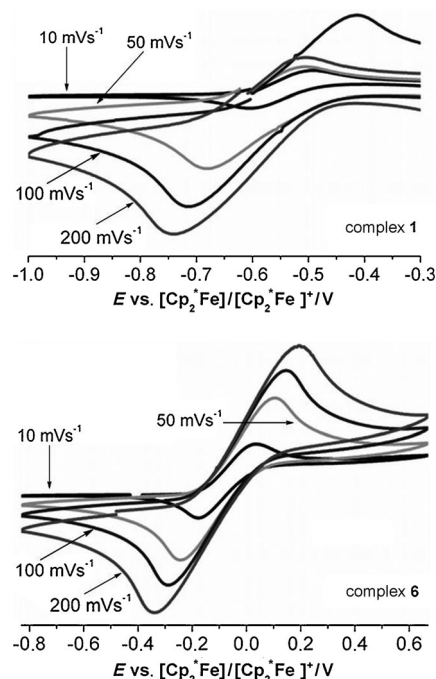 10 mVs⁻¹
50 mVs⁻¹
100 mVs⁻¹
200 mVs⁻¹
complex 1
-1.0 -0.9 -0.8 -0.7 -0.6 -0.5 -0.4 -0.3
E vs. [Cp₂*Fe]/[Cp₂*Fe]⁺/V
50 mVs⁻¹
10 mVs⁻¹
100 mVs⁻¹
200 mVs⁻¹
complex 6
-0.8 -0.6 -0.4 -0.2 0.0 0.2 0.4 0.6
E vs. [Cp₂*Fe]/[Cp₂*Fe]⁺/V